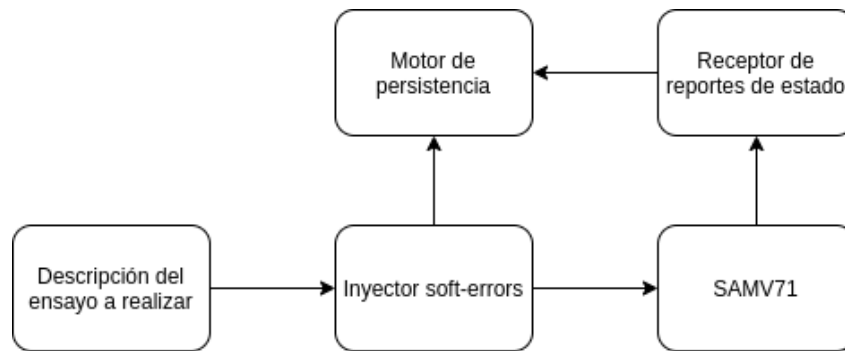 Motor de
persistencia
Receptor de
reportes de estado
Descripción del
ensayo a realizar
Inyector soft-errors
SAMV71